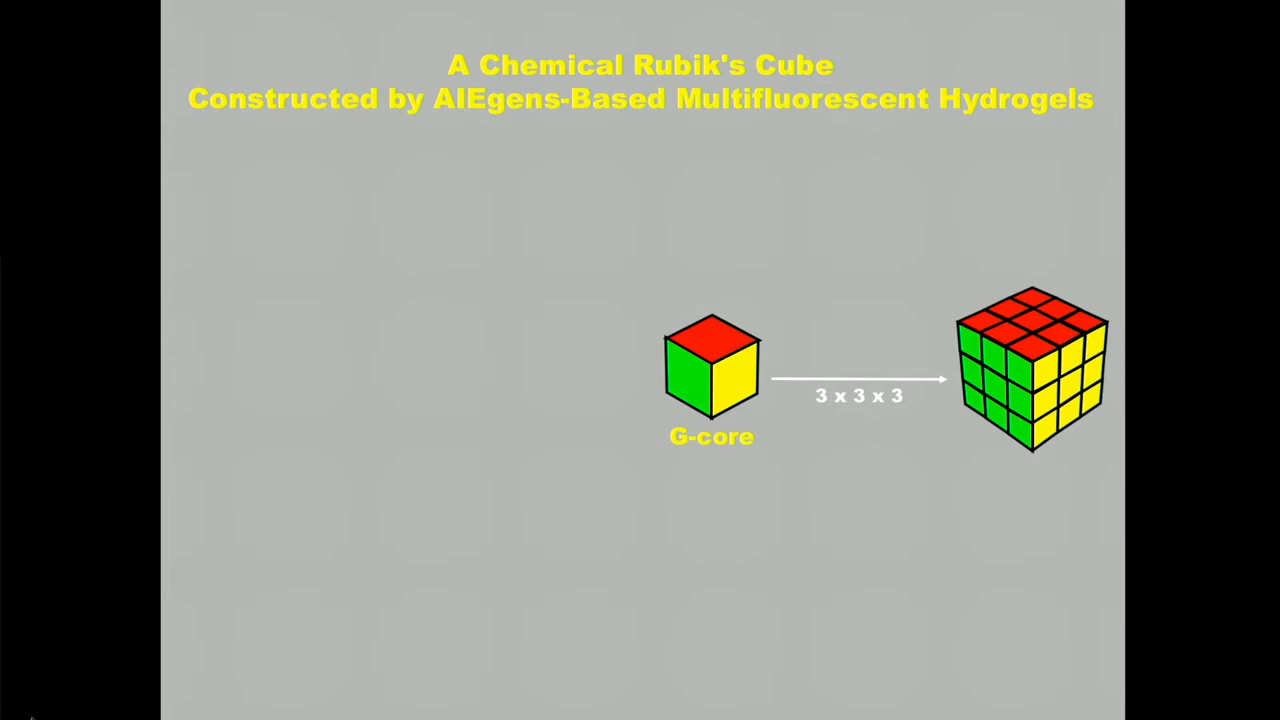 A Chemical Rubik's Cube
Constructed by AIEgens-Based Multifluorescent Hydrogels
3 x 3 x 3
G-core